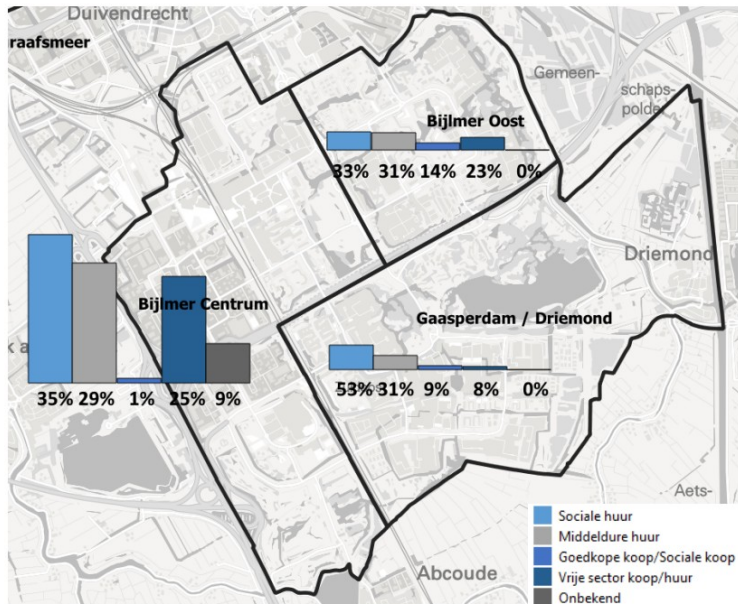 Duivendrecht
raafsmeer
Gemeen-
schaps-
polder
Bijlmer Oost
33% 31% 14% 23% 0%
Driemond
Bijlmer Centrum
35% 29% 1% 25% 9%
Gaasperdam / Driemond
53% 31% 9% 8% 0%
Aets-
Abcoude
Sociale huur
Middeldure huur
Goedkope koop/Sociale koop
Vrije sector koop/huur
Onbekend